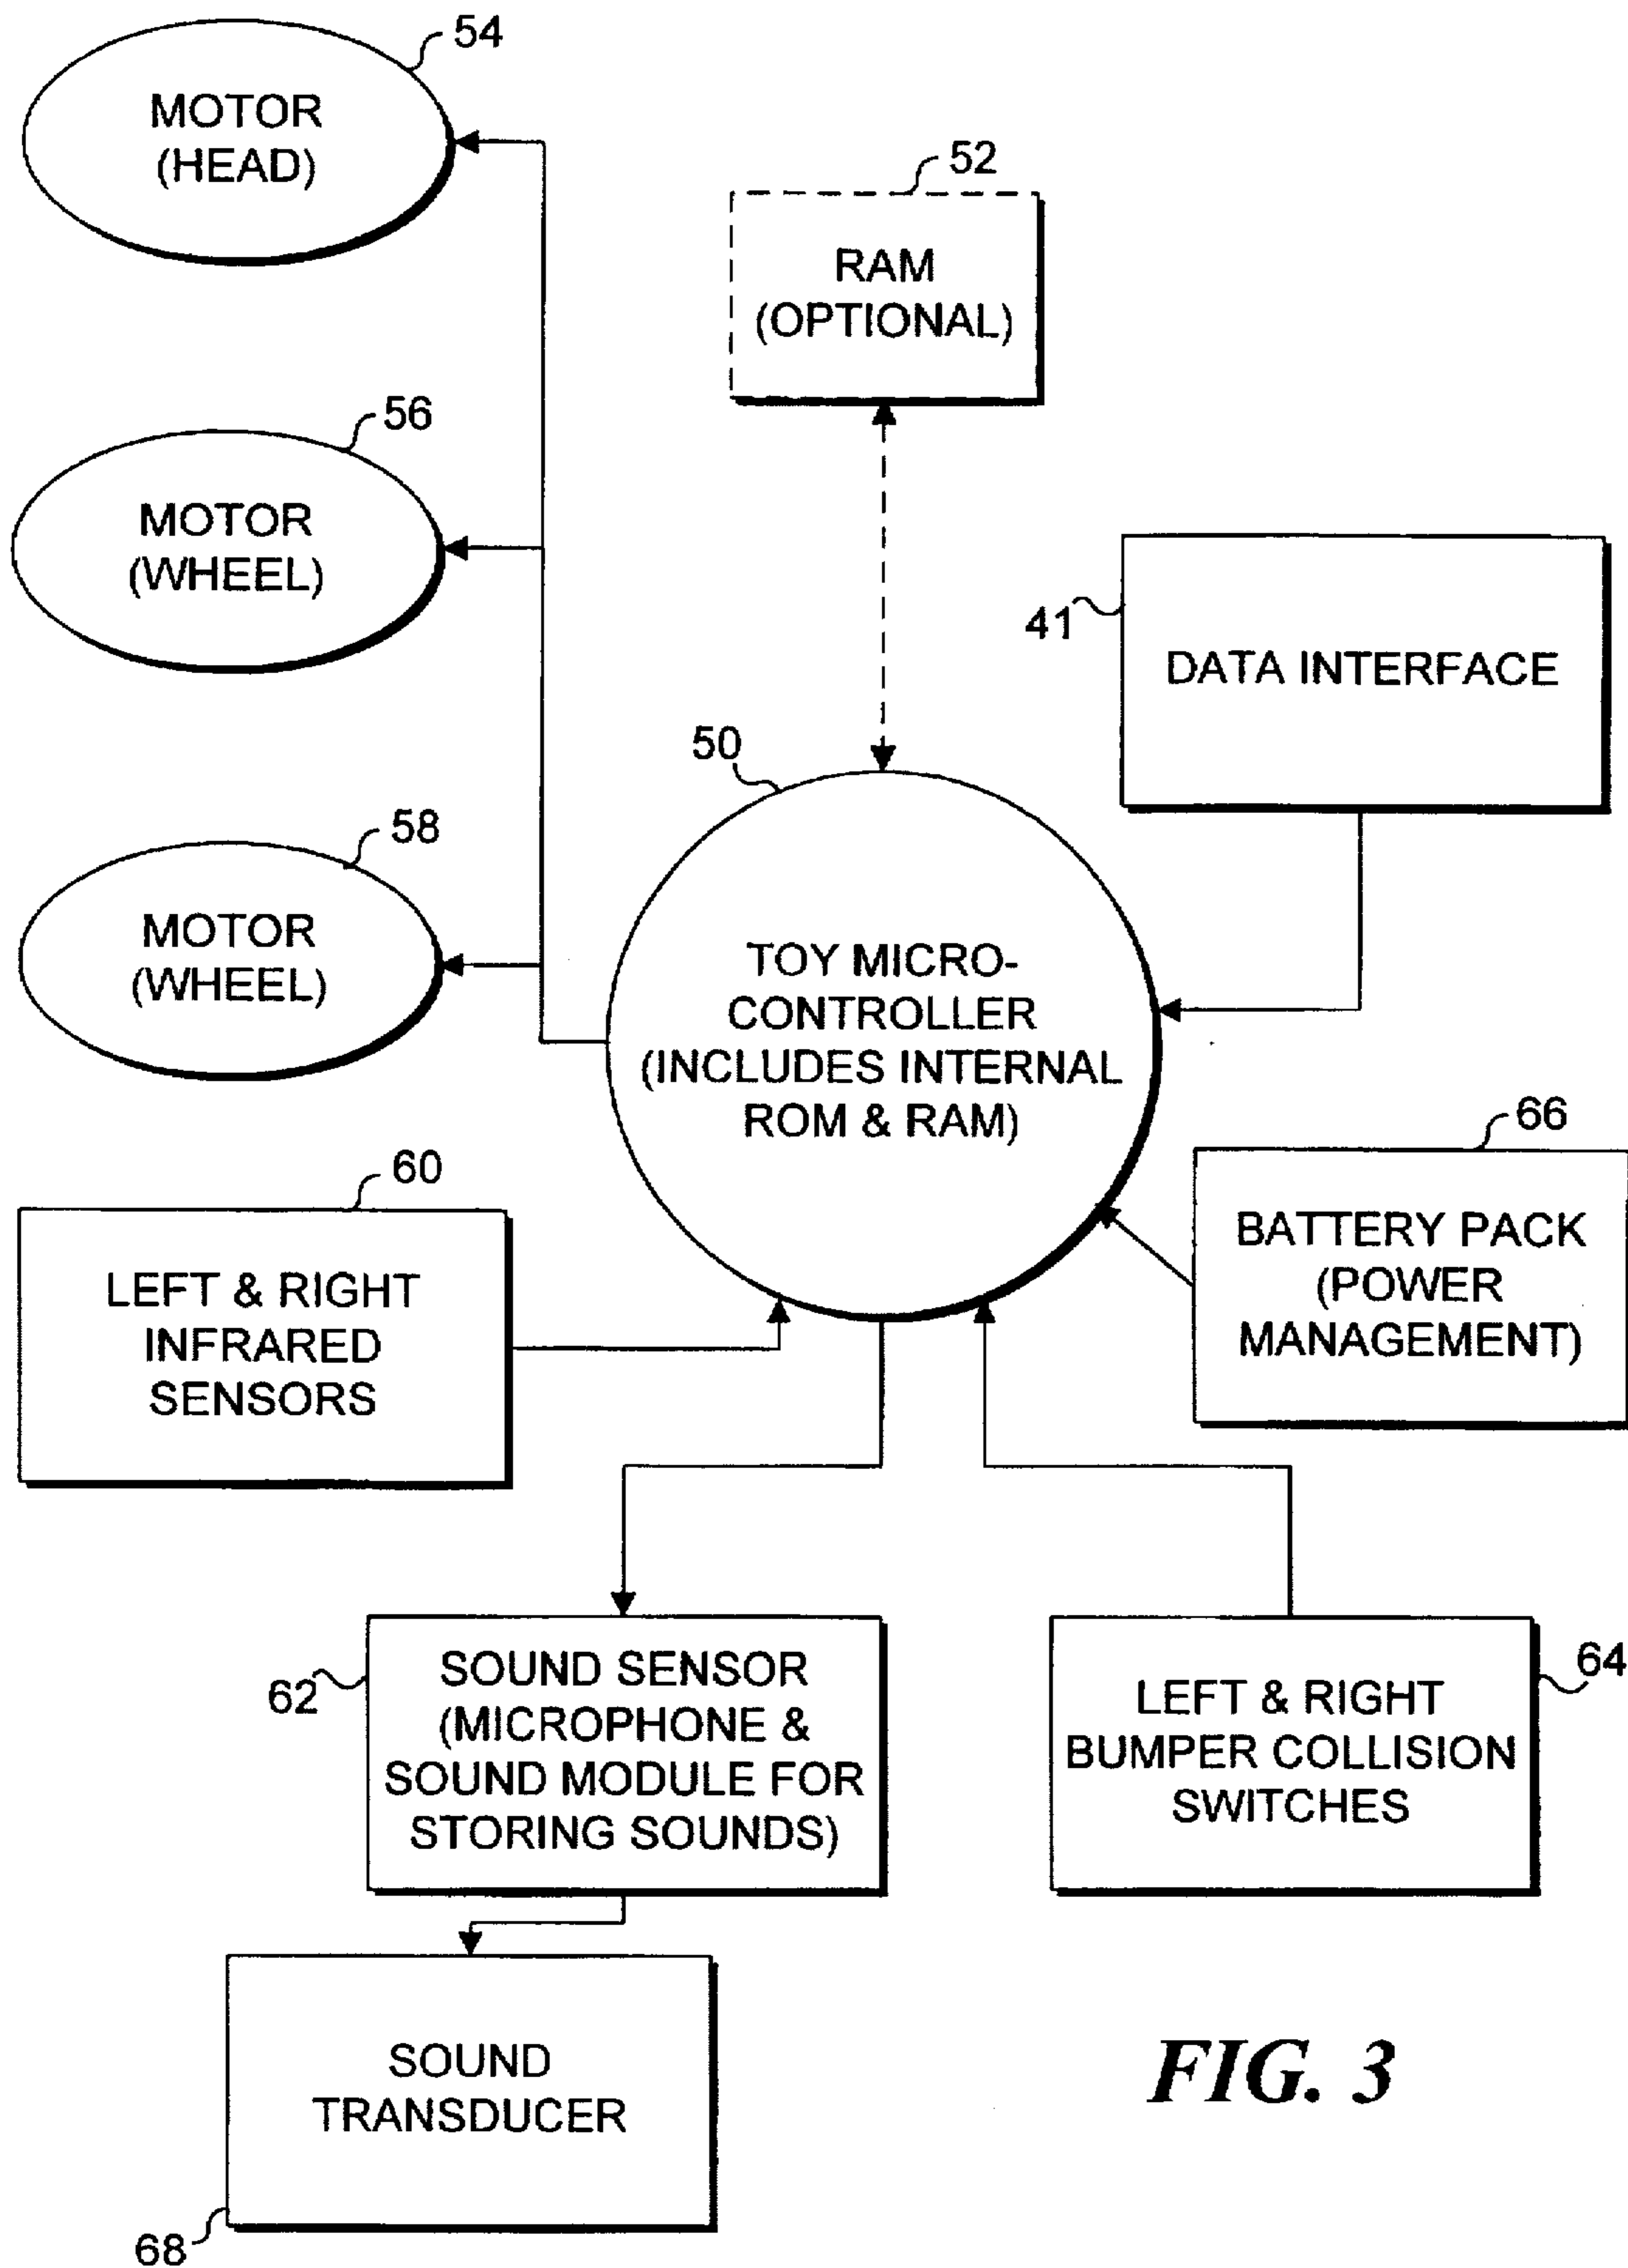 54
MOTOR
(HEAD)
52
RAM
(OPTIONAL)
56
MOTOR
(WHEEL)
41
DATA INTERFACE
50
58
MOTOR
(WHEEL)
TOY MICRO-
CONTROLLER
(INCLUDES INTERNAL
ROM & RAM)
66
BATTERY PACK
(POWER
MANAGEMENT)
60
LEFT & RIGHT
INFRARED
SENSORS
62
SOUND SENSOR
(MICROPHONE &
SOUND MODULE FOR
STORING SOUNDS)
64
LEFT & RIGHT
BUMPER COLLISION
SWITCHES
SOUND
TRANSDUCER
68
FIG. 3